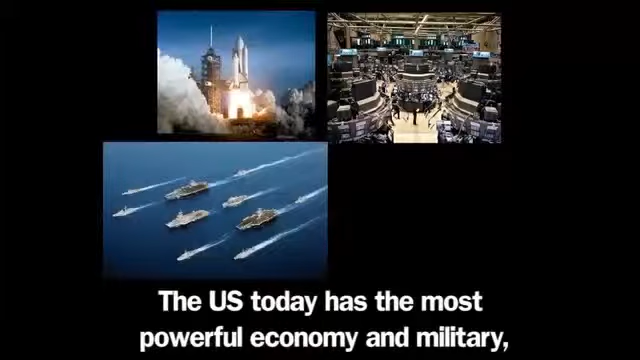 The US today has the most
powerful economy and military,